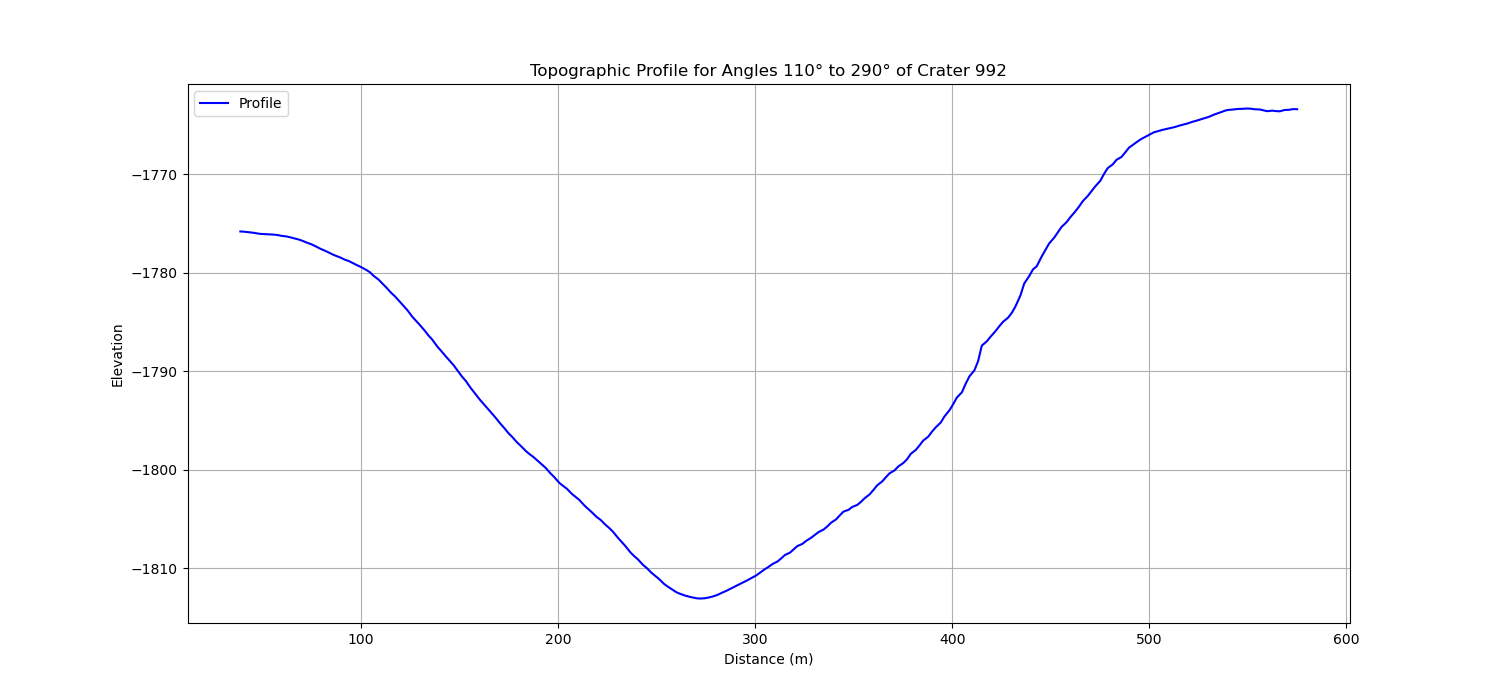 Topographic Profile for Angles 110° to 290° of Crater 992
Profile
Elevation
−1770
−1780
−1790
−1800
−1810
100 200 300 400 500 600
Distance (m)